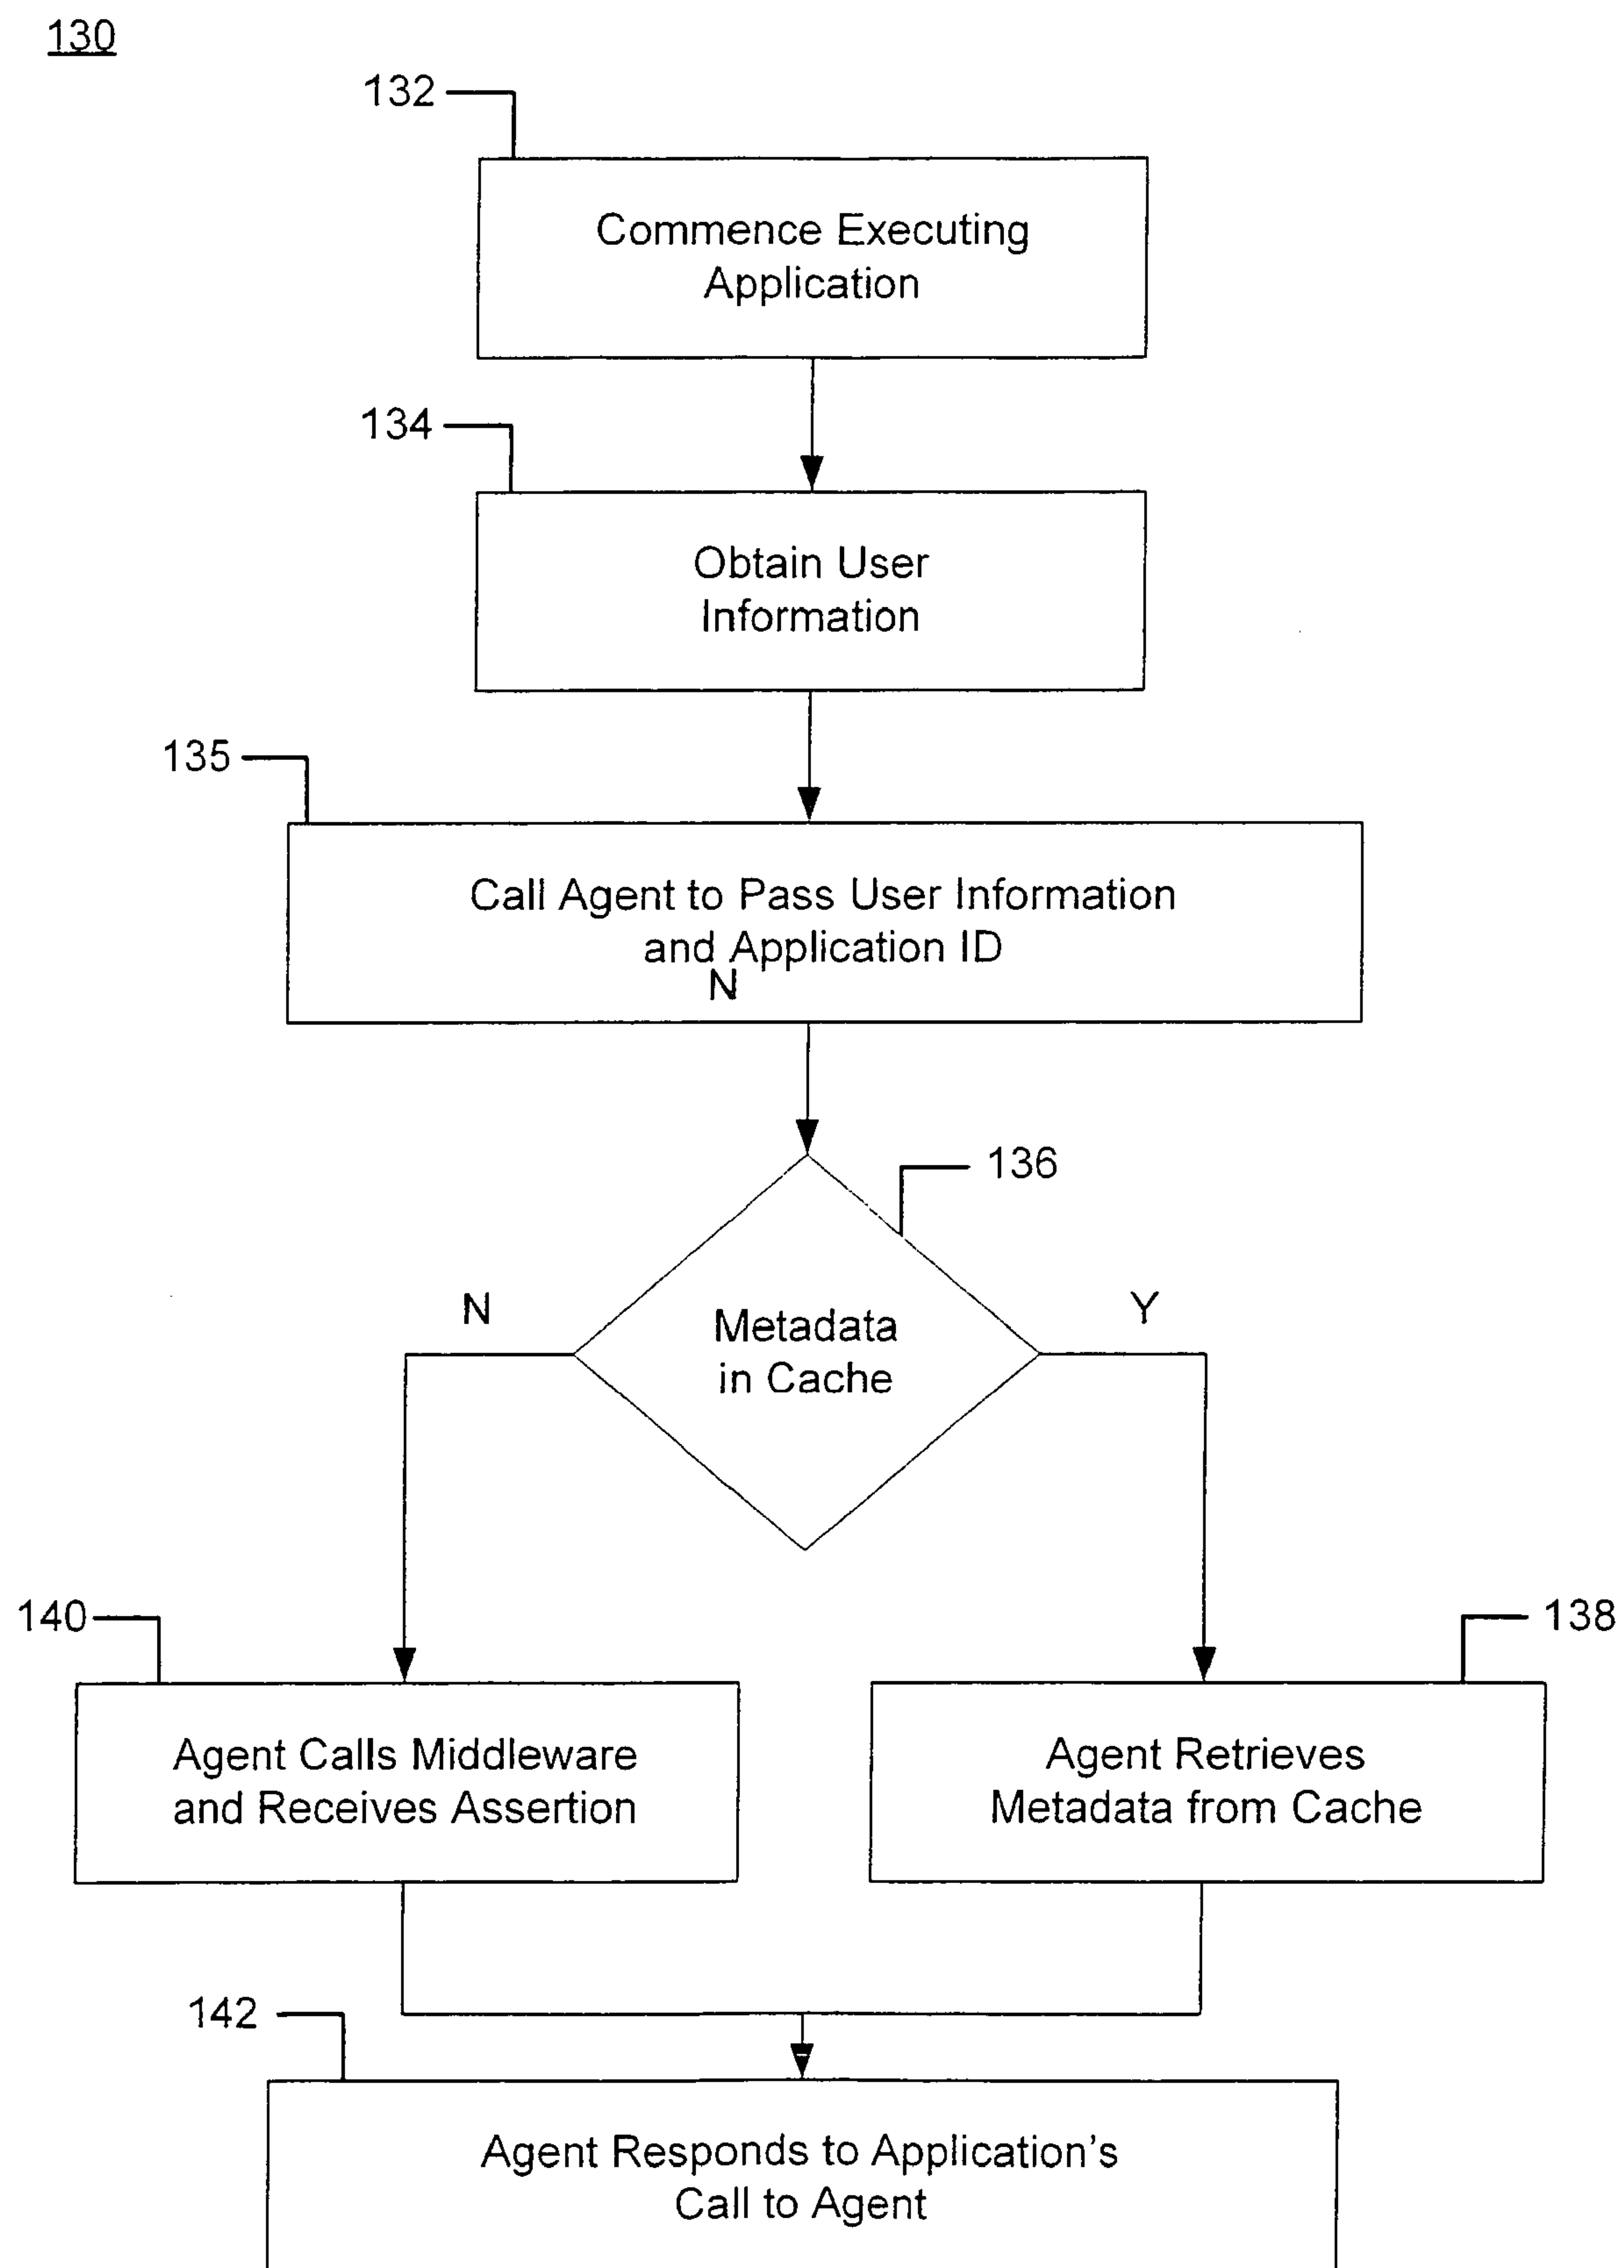 130
132
Commence Executing
Application
134
Obtain User
Information
135
Call Agent to Pass User Information
and Application ID
N
136
N
Y
Metadata
in Cache
140
138
Agent Calls Middleware
and Receives Assertion
Agent Retrieves
Metadata from Cache
142
Agent Responds to Application's
Call to Agent